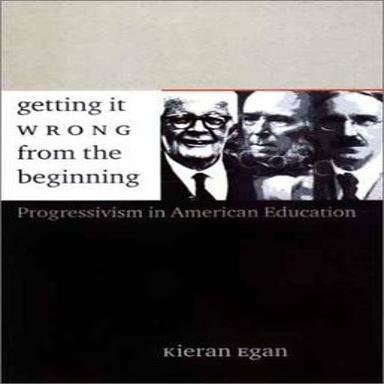 getting it
WRONG
from the
beginning
Progressivism in American Education
Kieran Egan